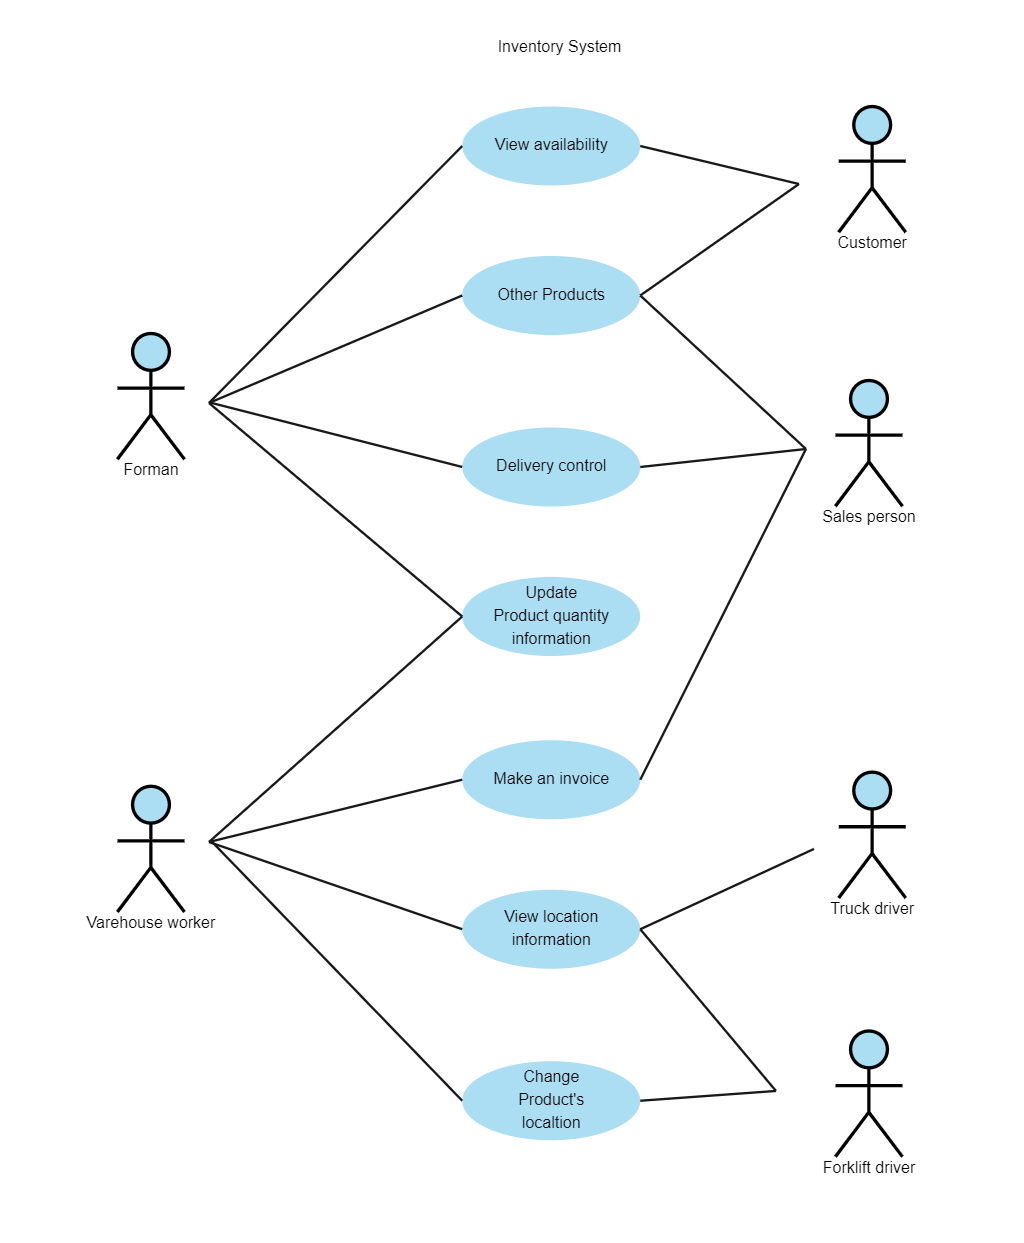 Inventory System
View availability
Customer
Other Products
Forman
Delivery control
Sales person
Update
Product quantity
information
Make an invoice
Varehouse worker
Truck driver
View location
information
Change
Product's
localtion
Forklift driver